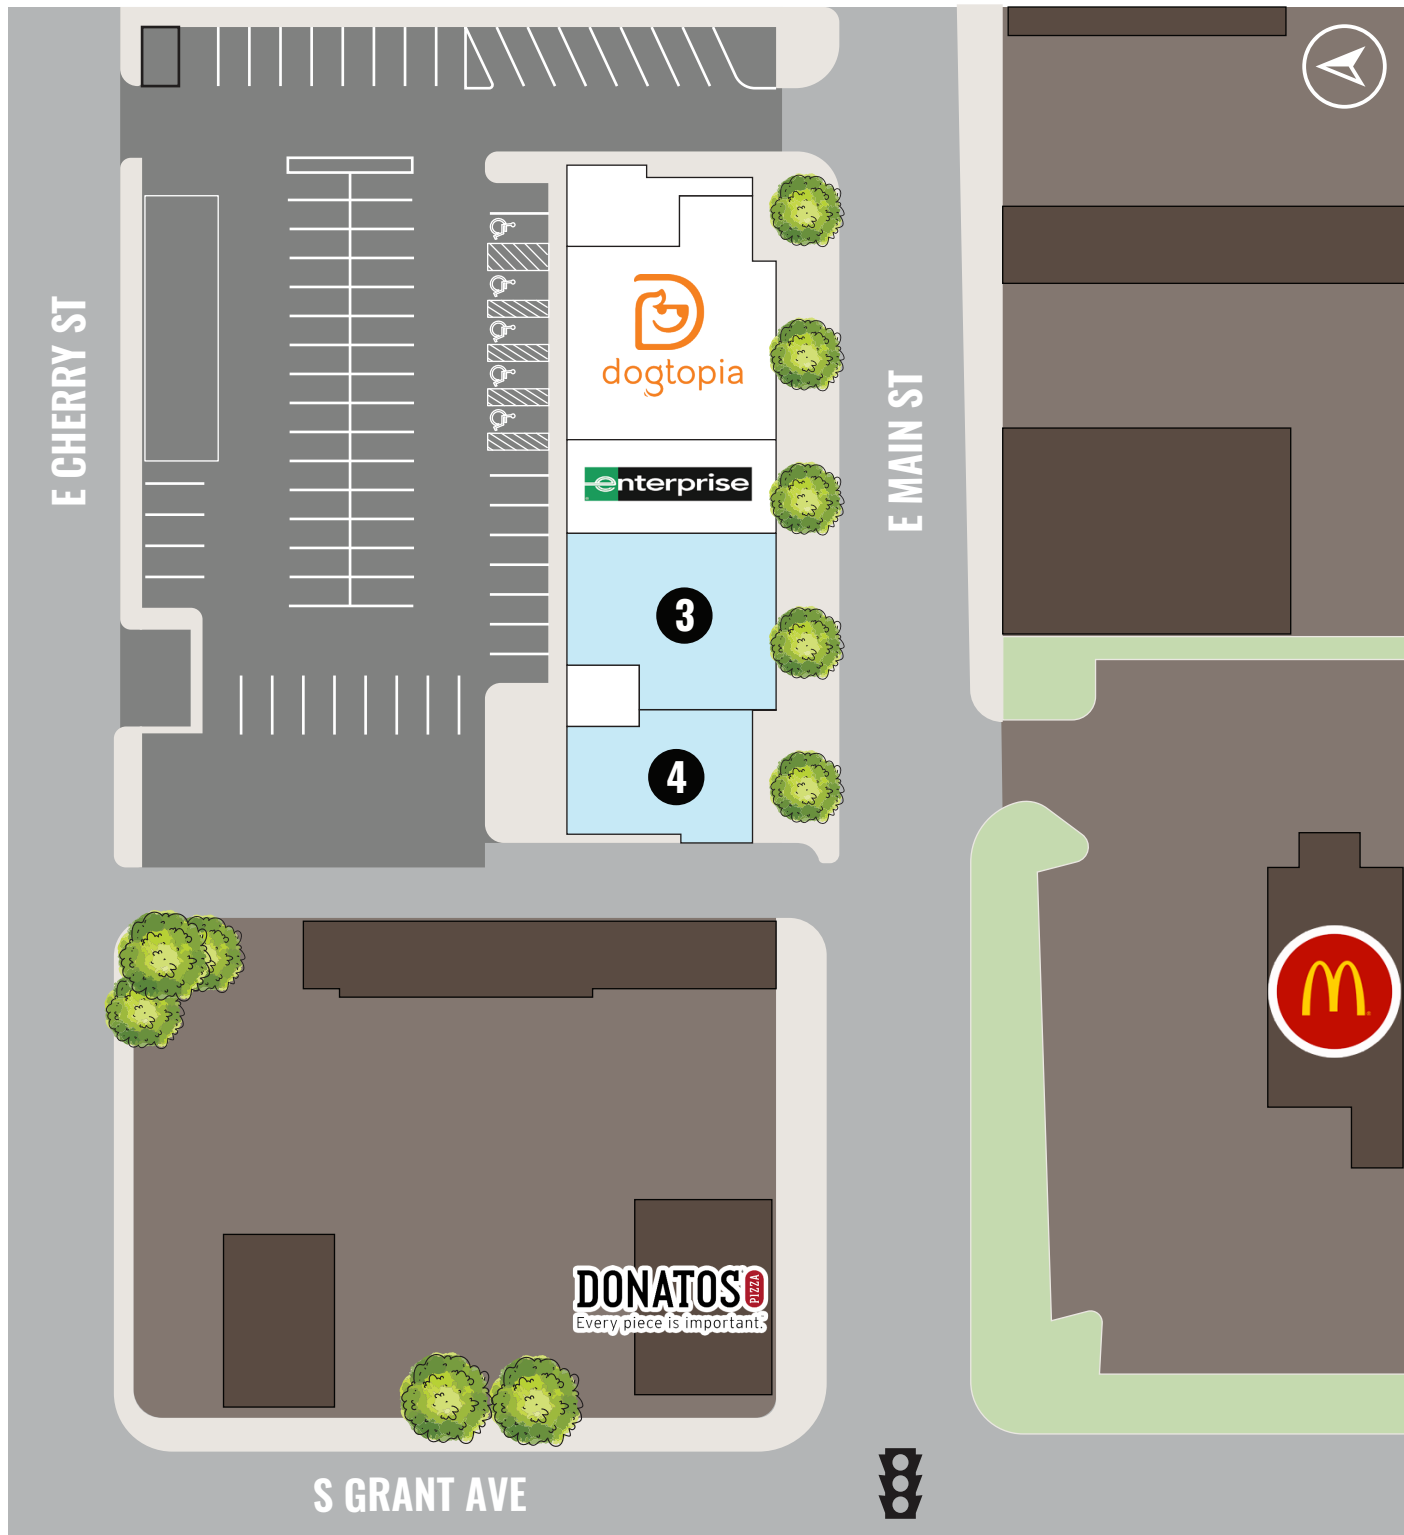 E CHERRY ST
dogtopia
enterprise
E MAIN ST
3
4
DONATOS
PIZZA
Every piece is important.
S GRANT AVE